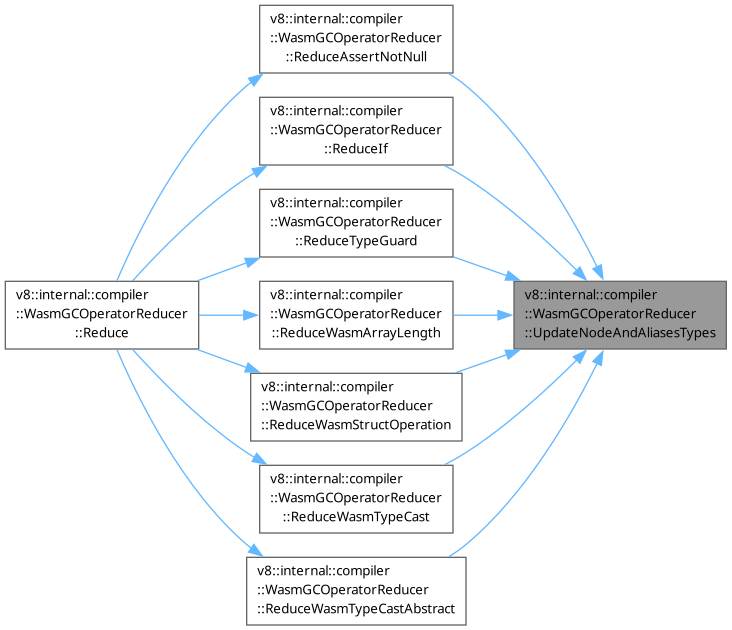 v8::internal::compiler
::WasmGCOperatorReducer
::ReduceAssertNotNull
v8::internal::compiler
::WasmGCOperatorReducer
::ReduceIf
v8::internal::compiler
::WasmGCOperatorReducer
::ReduceTypeGuard
v8::internal::compiler
::WasmGCOperatorReducer
::Reduce
v8::internal::compiler
::WasmGCOperatorReducer
::ReduceWasmArrayLength
v8::internal::compiler
::WasmGCOperatorReducer
::UpdateNodeAndAliasesTypes
v8::internal::compiler
::WasmGCOperatorReducer
::ReduceWasmStructOperation
v8::internal::compiler
::WasmGCOperatorReducer
::ReduceWasmTypeCast
v8::internal::compiler
::WasmGCOperatorReducer
::ReduceWasmTypeCastAbstract